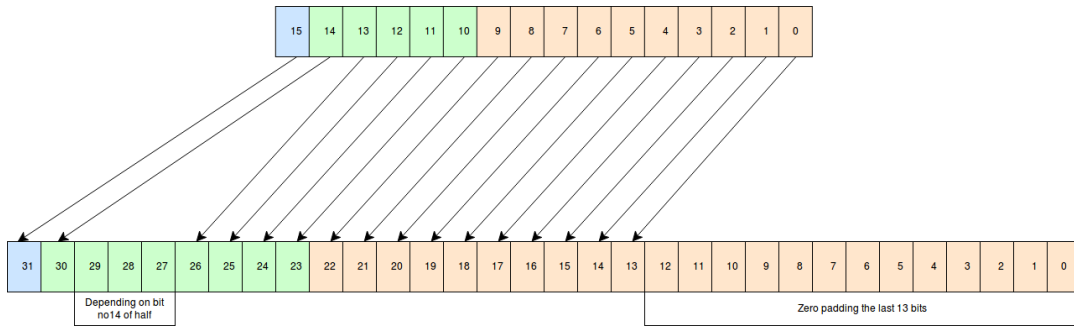 15 14 13 12 11 10 9 8 7 6 5 4 3 2 1 0
31 30 29 28 27 26 25 24 23 22 21 20 19 18 17 16 15 14 13 12 11 10 9 8 7 6 5 4 3 2 1 0
Depending on bit
no14 of half
Zero padding the last 13 bits